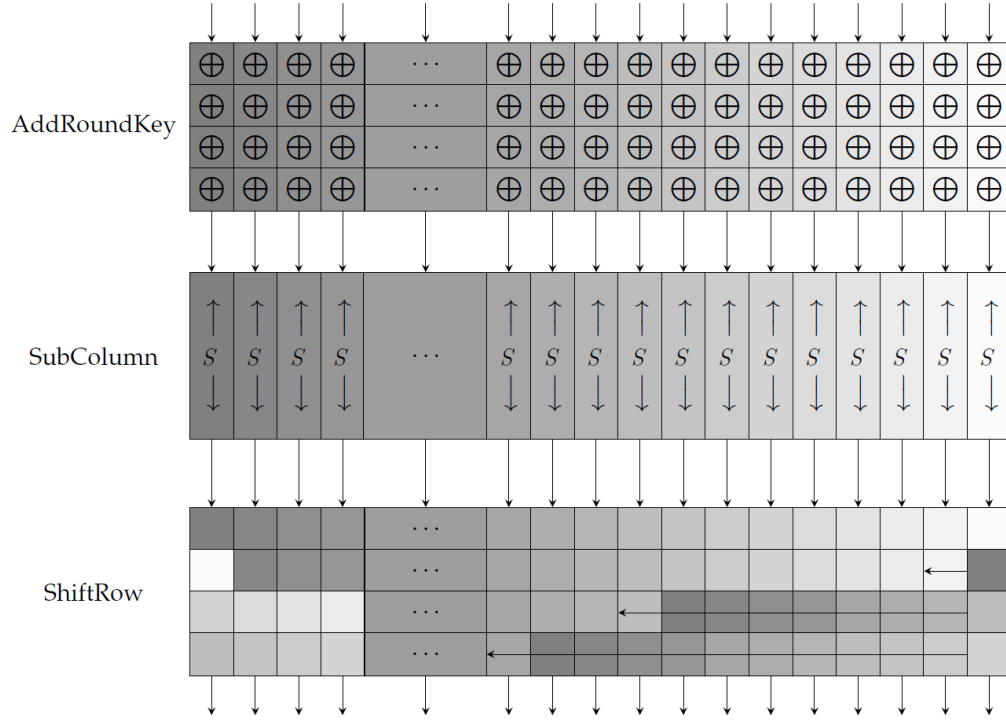 ⊕ ⊕ ⊕ ⊕ ··· ⊕ ⊕ ⊕ ⊕ ⊕ ⊕ ⊕ ⊕ ⊕ ⊕ ⊕ ⊕
⊕ ⊕ ⊕ ⊕ ··· ⊕ ⊕ ⊕ ⊕ ⊕ ⊕ ⊕ ⊕ ⊕ ⊕ ⊕ ⊕
AddRoundKey
⊕ ⊕ ⊕ ⊕ ··· ⊕ ⊕ ⊕ ⊕ ⊕ ⊕ ⊕ ⊕ ⊕ ⊕ ⊕ ⊕
⊕ ⊕ ⊕ ⊕ ··· ⊕ ⊕ ⊕ ⊕ ⊕ ⊕ ⊕ ⊕ ⊕ ⊕ ⊕ ⊕
SubColumn S S S S ··· S S S S S S S S S S S S
···
···
ShiftRow
···
···